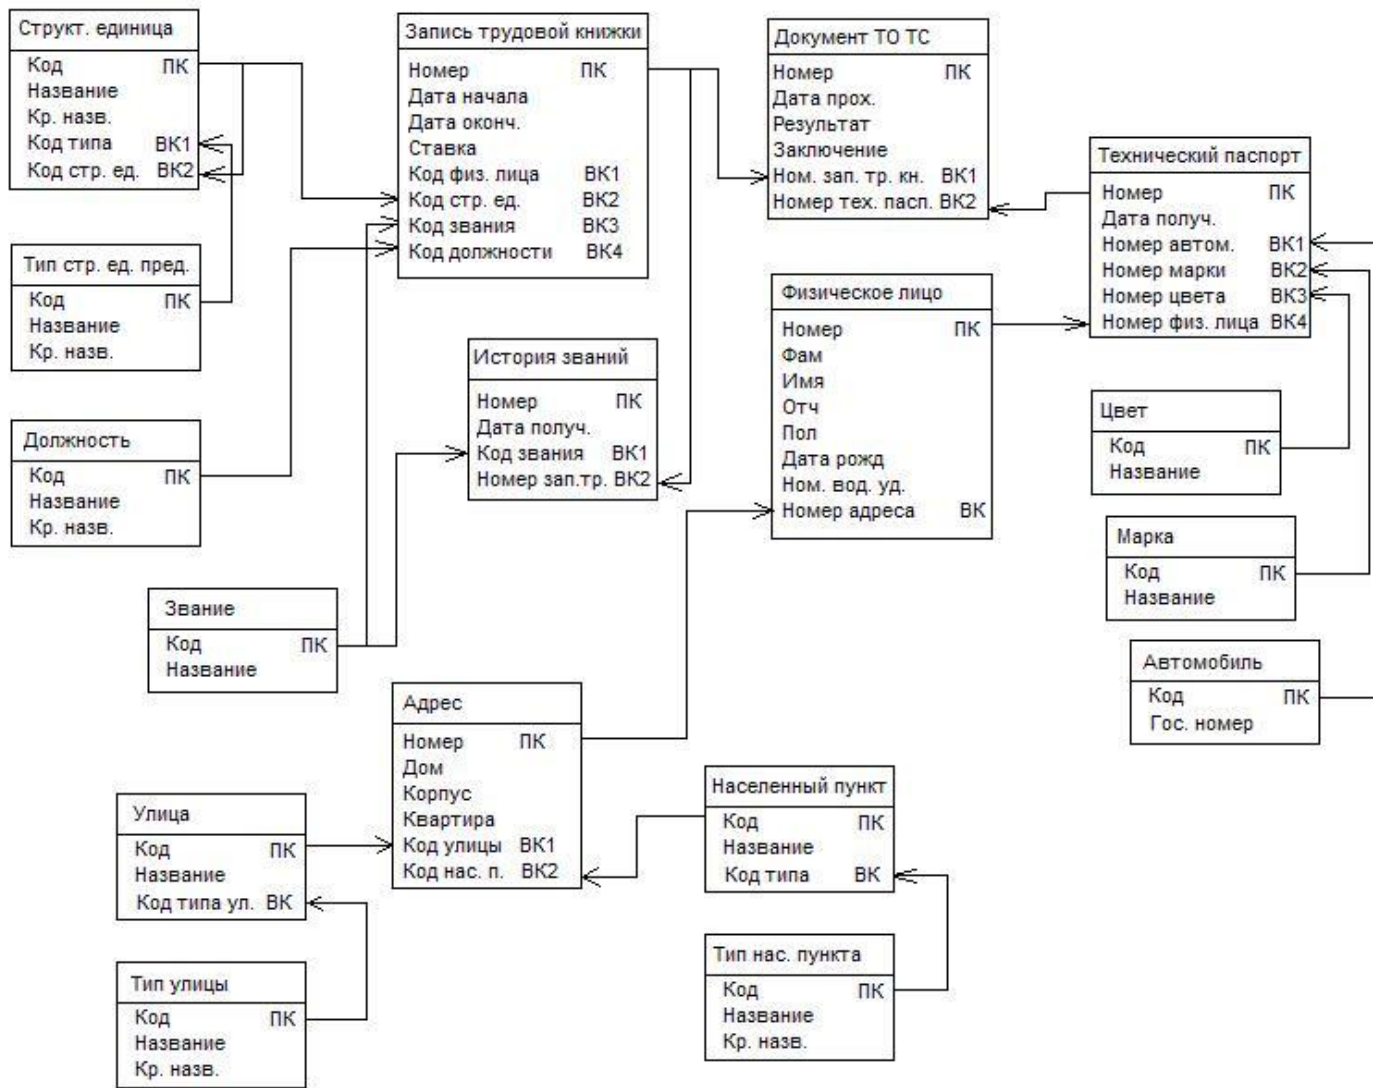 Структ. единица
Код ПК
Название
Кр. назв.
Код типа ВК1
Код стр. ед. ВК2
Запись трудовой книжки
Номер ПК
Дата начала
Дата оконч.
Ставка
Код физ. лица ВК1
Код стр. ед. ВК2
Код звания ВК3
Код должности ВК4
Документ ТО ТС
Номер ПК
Дата прох.
Результат
Заключение
Ном. зап. тр. кн. ВК1
Номер тех. пасп. ВК2
Технический паспорт
Номер ПК
Дата получ.
Номер автом. ВК1
Номер марки ВК2
Номер цвета ВК3
Номер физ. лица ВК4
Тип стр. ед. пред.
Код ПК
Название
Кр. назв.
Физическое лицо
Номер ПК
Фам
Имя
Отч
Пол
Дата рожд
Ном. вод. уд.
Номер адреса ВК
История званий
Номер ПК
Дата получ.
Код звания ВК1
Номер зап.тр. ВК2
Должность
Код ПК
Название
Кр. назв.
Цвет
Код ПК
Название
Марка
Код ПК
Название
Звание
Код ПК
Название
Автомобиль
Код ПК
Гос. номер
Адрес
Номер ПК
Дом
Корпус
Квартира
Код улицы ВК1
Код нас. п. ВК2
Населенный пункт
Код ПК
Название
Код типа ВК
Улица
Код ПК
Название
Код типа ул. ВК
Тип нас. пункта
Код ПК
Название
Кр. назв.
Тип улицы
Код ПК
Название
Кр. назв.